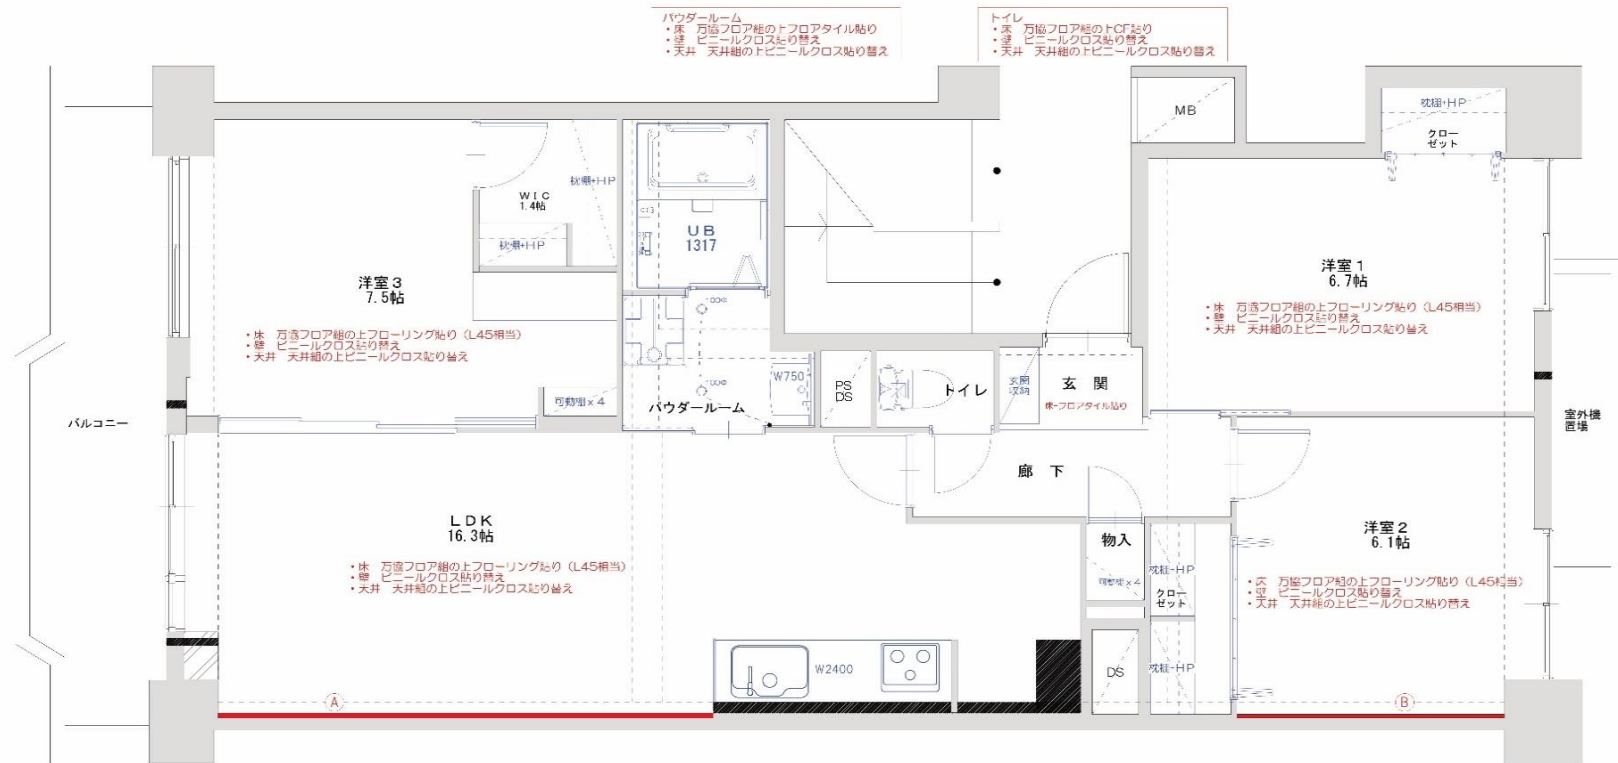 パウダールーム
・床　万協フロア組の上フロアタイル貼り
・壁　ビニールクロス貼り替え
・天井　天井組の上ビニールクロス貼り替え
トイレ
・床　万協フロア組の上CF貼り
・壁　ビニールクロス貼り替え
・天井　天井組の上ビニールクロス貼り替え
MB
枕棚+HP
クロー
ゼット
WIC
1.4帖
枕棚+HP
枕棚+HP
UB
1317
洋室3
7.5帖
・床　万協フロア組の上フローリング貼り（L45相当）
・壁　ビニールクロス貼り替え
・天井　天井組の上ビニールクロス貼り替え
可動棚×4
洋室1
6.7帖
・床　万協フロア組の上フローリング貼り（L45相当）
・壁　ビニールクロス貼り替え
・天井　天井組の上ビニールクロス貼り替え
W750
パウダールーム
PS
DS
トイレ
玄関
収納
玄関
床-フロアタイル貼り
バルコニー
室外機
置場
廊下
LDK
16.3帖
・床　万協フロア組の上フローリング貼り（L45相当）
・壁　ビニールクロス貼り替え
・天井　天井組の上ビニールクロス貼り替え
物入
可動棚×4
枕棚-HP
クロー
ゼット
枕棚-HP
洋室2
6.1帖
・床　万協フロア組の上フローリング貼り（L45相当）
・壁　ビニールクロス貼り替え
・天井　天井組の上ビニールクロス貼り替え
W2400
DS
A
B